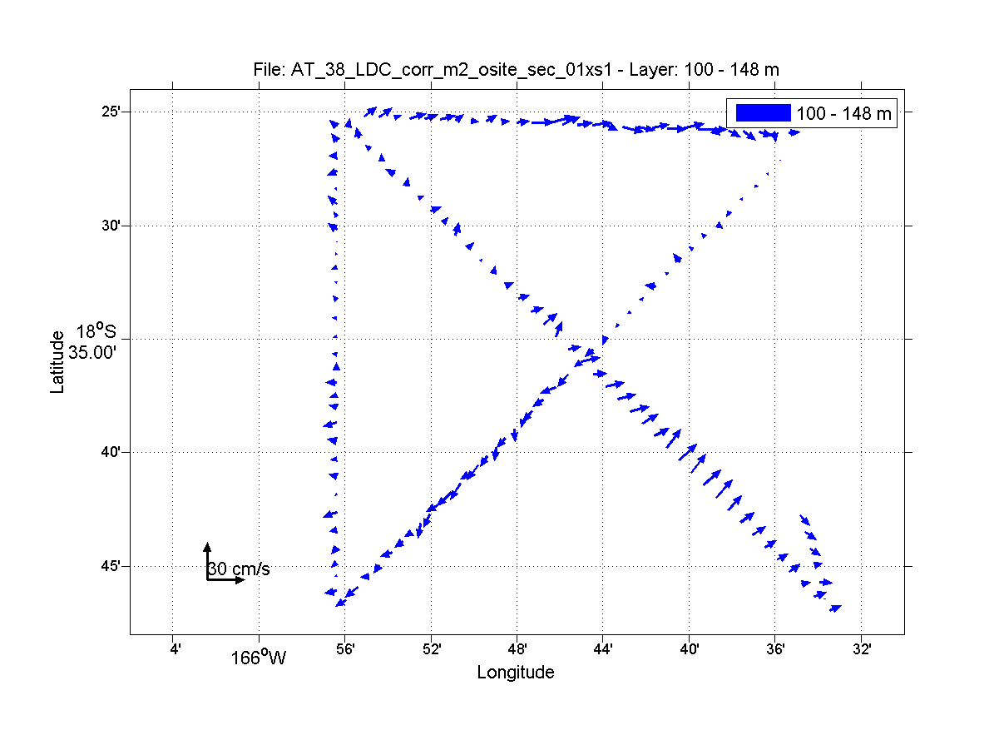 File: AT_38_LDC_corr_m2_osite_sec_01xs1 - Layer: 100 - 148 m
100 - 148 m
25'
30'
18°S
35.00'
40'
45'
Latitude
30 cm/s
4'
166°W
56'
52'
48'
44'
40'
36'
32'
Longitude